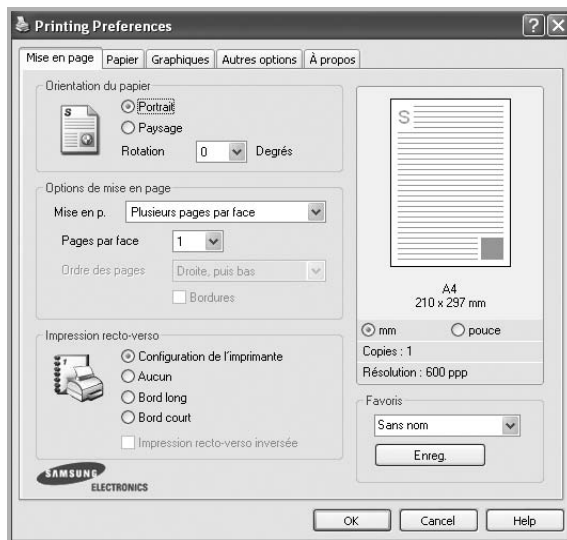 Printing Preferences
Mise en page Papier Graphiques Autres options À propos
Orientation du papier
S
Portrait
Paysage
Rotation 0 Degrés
Options de mise en page
Mise en p. Plusieurs pages par face
Pages par face 1
Ordre des pages Droite, puis bas
Bordures
Impression recto-verso
Configuration de l'imprimante
Aucun
Bord long
Bord court
Impression recto-verso inversée
SAMSUNG
ELECTRONICS
S
A4
210 x 297 mm
mm pouce
Copies : 1
Résolution : 600 ppp
Favoris
Sans nom
Enreg.
OK Cancel Help